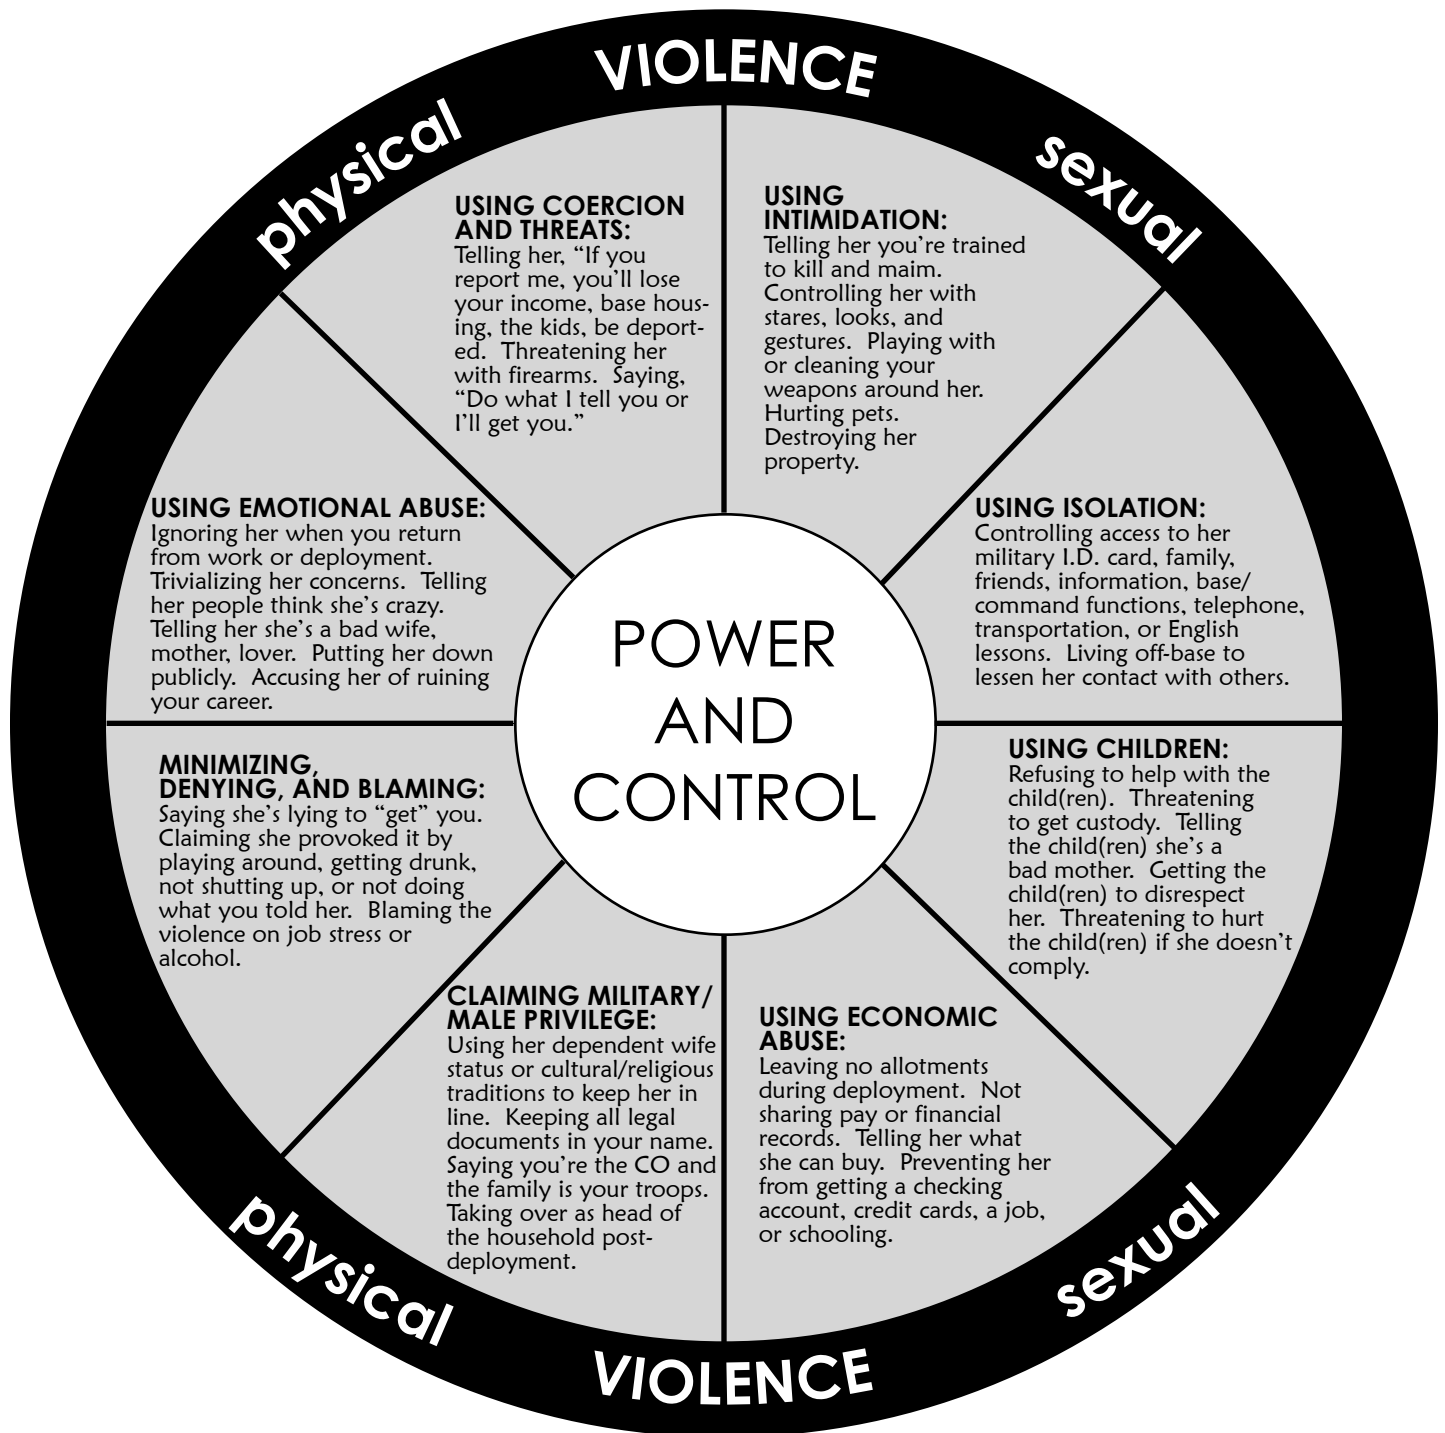 VIOLENCE
physical
sexual
USING COERCION
AND THREATS:
Telling her, “If you
report me, you’ll lose
your income, base hous-
ing, the kids, be deport-
ed.  Threatening her
with firearms.  Saying,
“Do what I tell you or
I’ll get you.”
USING
INTIMIDATION:
Telling her you’re trained
to kill and maim.
Controlling her with
stares, looks, and
gestures.  Playing with
or cleaning your
weapons around her.
Hurting pets.
Destroying her
property.
USING EMOTIONAL ABUSE:
Ignoring her when you return
from work or deployment.
Trivializing her concerns.  Telling
her people think she’s crazy.
Telling her she’s a bad wife,
mother, lover.  Putting her down
publicly.  Accusing her of ruining
your career.
USING ISOLATION:
Controlling access to her
military I.D. card, family,
friends, information, base/
command functions, telephone,
transportation, or English
lessons.  Living off-base to
lessen her contact with others.
POWER
AND
CONTROL
MINIMIZING,
DENYING, AND BLAMING:
Saying she’s lying to “get” you.
Claiming she provoked it by
playing around, getting drunk,
not shutting up, or not doing
what you told her.  Blaming the
violence on job stress or
alcohol.
USING CHILDREN:
Refusing to help with the
child(ren).  Threatening
to get custody.  Telling
the child(ren) she’s a
bad mother.  Getting the
child(ren) to disrespect
her.  Threatening to hurt
the child(ren) if she doesn’t
comply.
CLAIMING MILITARY/
MALE PRIVILEGE:
Using her dependent wife
status or cultural/religious
traditions to keep her in
line.  Keeping all legal
documents in your name.
Saying you’re the CO and
the family is your troops.
Taking over as head of
the household post-
deployment.
USING ECONOMIC
ABUSE:
Leaving no allotments
during deployment.  Not
sharing pay or financial
records.  Telling her what
she can buy.  Preventing her
from getting a checking
account, credit cards, a job,
or schooling.
physical
sexual
VIOLENCE